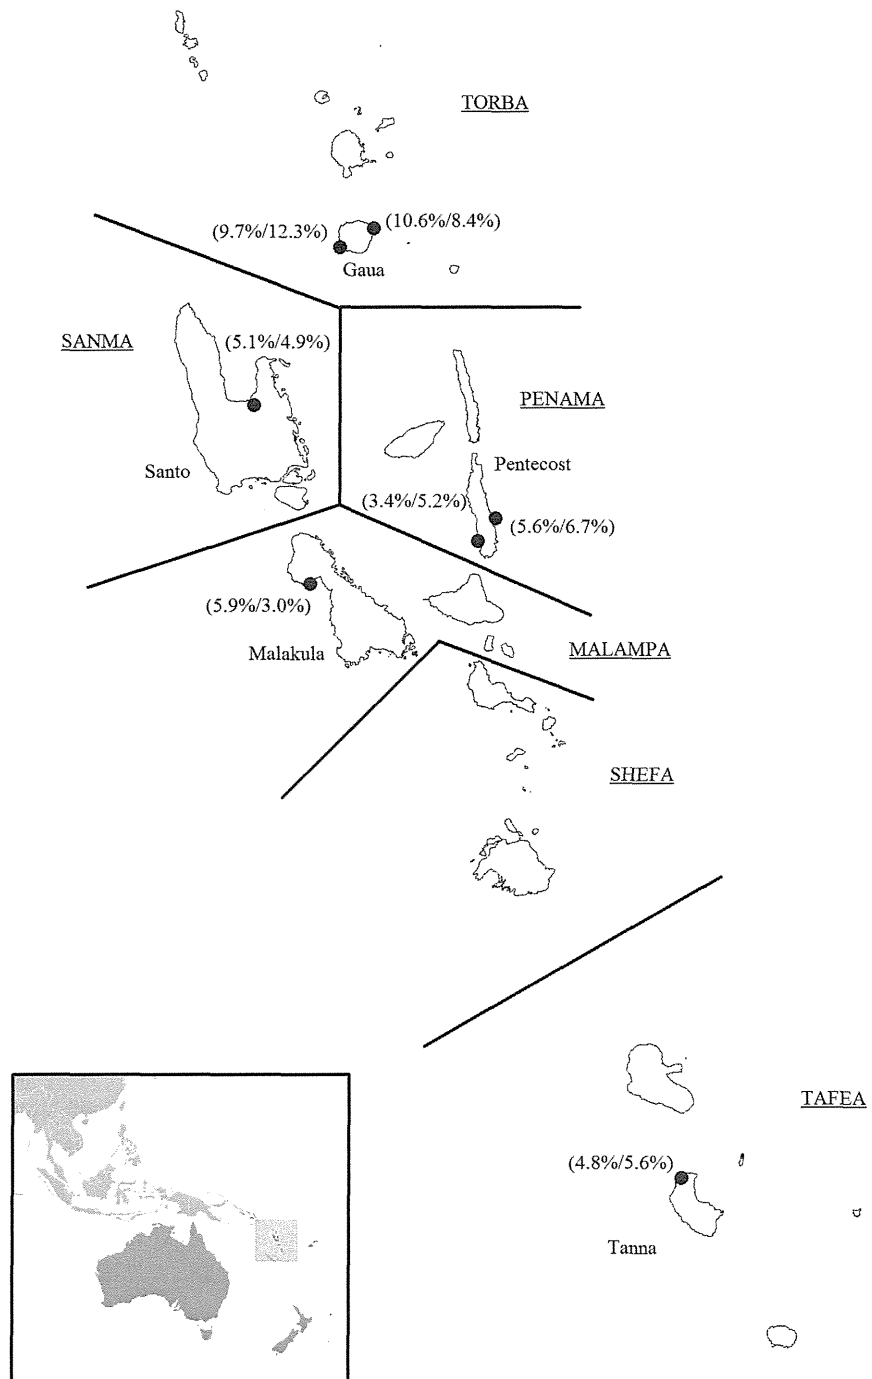 TORBA
(9.7%/12.3%)
(10.6%/8.4%)
Gaua
SANMA
(5.1%/4.9%)
PENAMA
Santo
Pentecost
(3.4%/5.2%)
(5.6%/6.7%)
(5.9%/3.0%)
Malakula
MALAMPA
SHEFA
TAFEA
(4.8%/5.6%)
Tanna